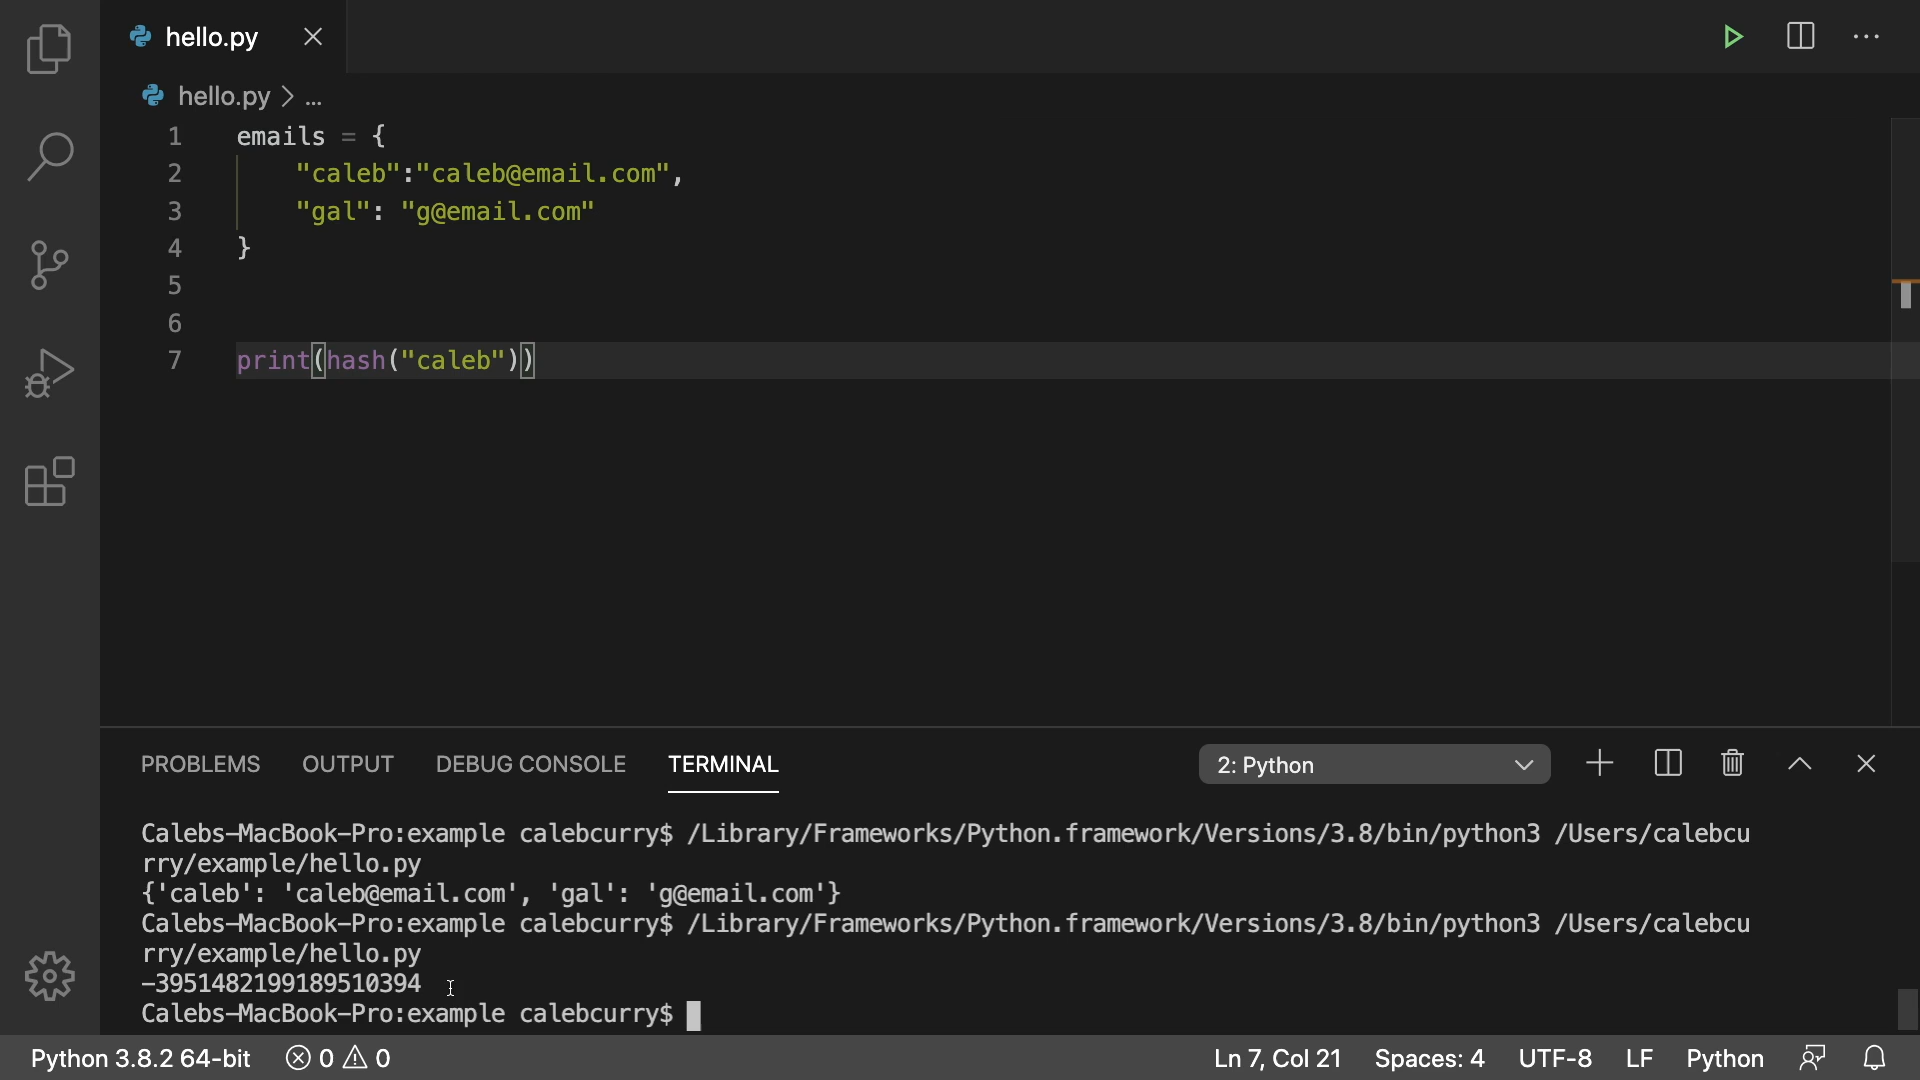 hello.py
hello.py > ...
1 emails = {
2 "caleb":"caleb@email.com",
3 "gal": "g@email.com"
4 }
5
6
7 print(hash("caleb"))
PROBLEMS OUTPUT DEBUG CONSOLE TERMINAL 2: Python
Calebs-MacBook-Pro:example calebcurry$ /Library/Frameworks/Python.framework/Versions/3.8/bin/python3 /Users/calebcu
rry/example/hello.py
{'caleb': 'caleb@email.com', 'gal': 'g@email.com'}
Calebs-MacBook-Pro:example calebcurry$ /Library/Frameworks/Python.framework/Versions/3.8/bin/python3 /Users/calebcu
rry/example/hello.py
-3951482199189510394
Calebs-MacBook-Pro:example calebcurry$
Python 3.8.2 64-bit 0 0 Ln 7, Col 21 Spaces: 4 UTF-8 LF Python